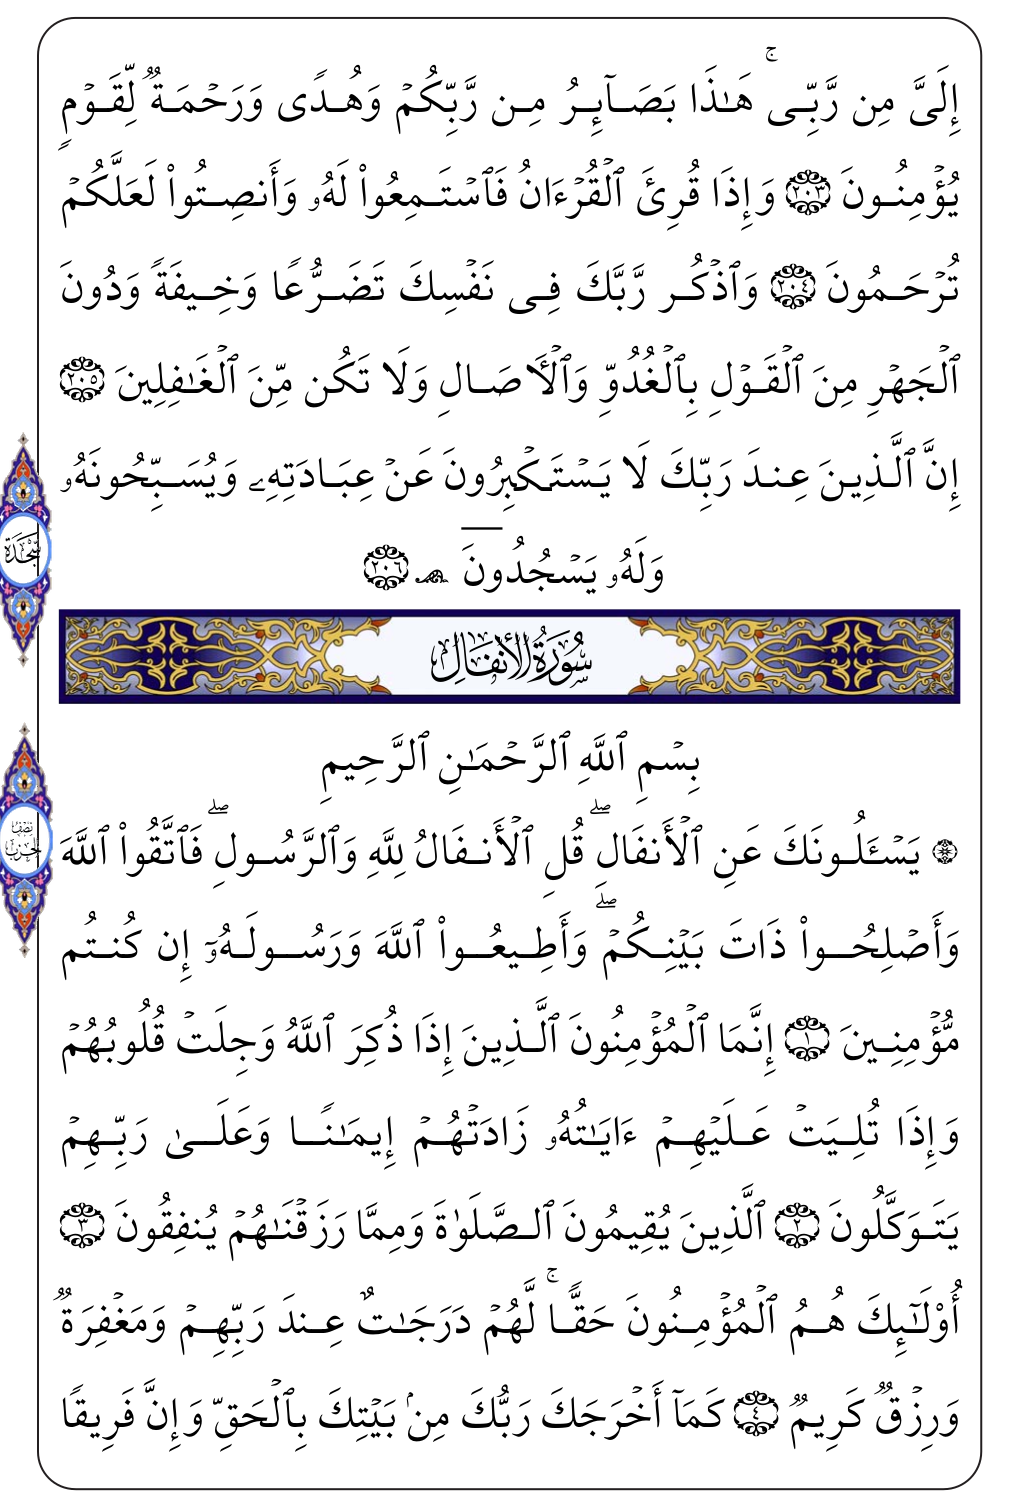 إِلَىَّ مِن رَّبِّى ۚ هَـٰذَا بَصَآئِرُ مِن رَّبِّكُمْ وَهُدًى وَرَحْمَةٌ لِّقَوْمٍ
يُؤْمِنُونَ ٢٠٣ وَإِذَا قُرِئَ ٱلْقُرْءَانُ فَٱسْتَمِعُوا۟ لَهُۥ وَأَنصِتُوا۟ لَعَلَّكُمْ
تُرْحَمُونَ ٢٠٤ وَٱذْكُر رَّبَّكَ فِى نَفْسِكَ تَضَرُّعًا وَخِيفَةً وَدُونَ
ٱلْجَهْرِ مِنَ ٱلْقَوْلِ بِٱلْغُدُوِّ وَٱلْـَٔاصَالِ وَلَا تَكُن مِّنَ ٱلْغَـٰفِلِينَ ٢٠٥
إِنَّ ٱلَّذِينَ عِندَ رَبِّكَ لَا يَسْتَكْبِرُونَ عَنْ عِبَادَتِهِۦ وَيُسَبِّحُونَهُۥ
سَّجْدَة
وَلَهُۥ يَسْجُدُونَ ۩ ٢٠٦
سُورَةُ الأَنفَالِ
بِسْمِ ٱللَّهِ ٱلرَّحْمَـٰنِ ٱلرَّحِيمِ
نِصْفُ الحِزْبِ
۞ يَسْـَٔلُونَكَ عَنِ ٱلْأَنفَالِ ۖ قُلِ ٱلْأَنفَالُ لِلَّهِ وَٱلرَّسُولِ ۖ فَٱتَّقُوا۟ ٱللَّهَ
وَأَصْلِحُوا۟ ذَاتَ بَيْنِكُمْ ۖ وَأَطِيعُوا۟ ٱللَّهَ وَرَسُولَهُۥٓ إِن كُنتُم
مُّؤْمِنِينَ ١ إِنَّمَا ٱلْمُؤْمِنُونَ ٱلَّذِينَ إِذَا ذُكِرَ ٱللَّهُ وَجِلَتْ قُلُوبُهُمْ
وَإِذَا تُلِيَتْ عَلَيْهِمْ ءَايَـٰتُهُۥ زَادَتْهُمْ إِيمَـٰنًا وَعَلَىٰ رَبِّهِمْ
يَتَوَكَّلُونَ ٢ ٱلَّذِينَ يُقِيمُونَ ٱلصَّلَوٰةَ وَمِمَّا رَزَقْنَـٰهُمْ يُنفِقُونَ ٣
أُو۟لَـٰٓئِكَ هُمُ ٱلْمُؤْمِنُونَ حَقًّا ۚ لَّهُمْ دَرَجَـٰتٌ عِندَ رَبِّهِمْ وَمَغْفِرَةٌ
وَرِزْقٌ كَرِيمٌ ٤ كَمَآ أَخْرَجَكَ رَبُّكَ مِنۢ بَيْتِكَ بِٱلْحَقِّ وَإِنَّ فَرِيقًا